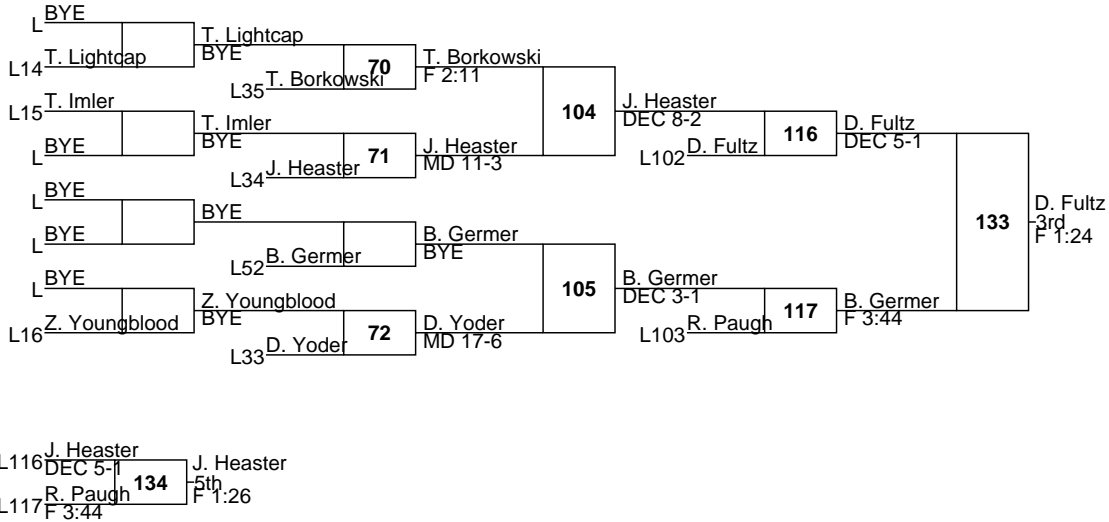 L BYE
T. Lightcap
BYE
L14 T. Lightcap
70
T. Borkowski
F 2:11
L35 T. Borkowski
104
J. Heaster
DEC 8-2
L15 T. Imler
T. Imler
BYE
L BYE
71
J. Heaster
MD 11-3
L34 J. Heaster
116
D. Fultz
DEC 5-1
L102 D. Fultz
L BYE
BYE
L BYE
B. Germer
BYE
L52 B. Germer
133
D. Fultz
3rd
F 1:24
105
B. Germer
DEC 3-1
L BYE
Z. Youngblood
BYE
L16 Z. Youngblood
72
D. Yoder
MD 17-6
L33 D. Yoder
117
B. Germer
F 3:44
L103 R. Paugh
L116 J. Heaster
DEC 5-1
134
J. Heaster
5th
F 1:26
L117 R. Paugh
F 3:44